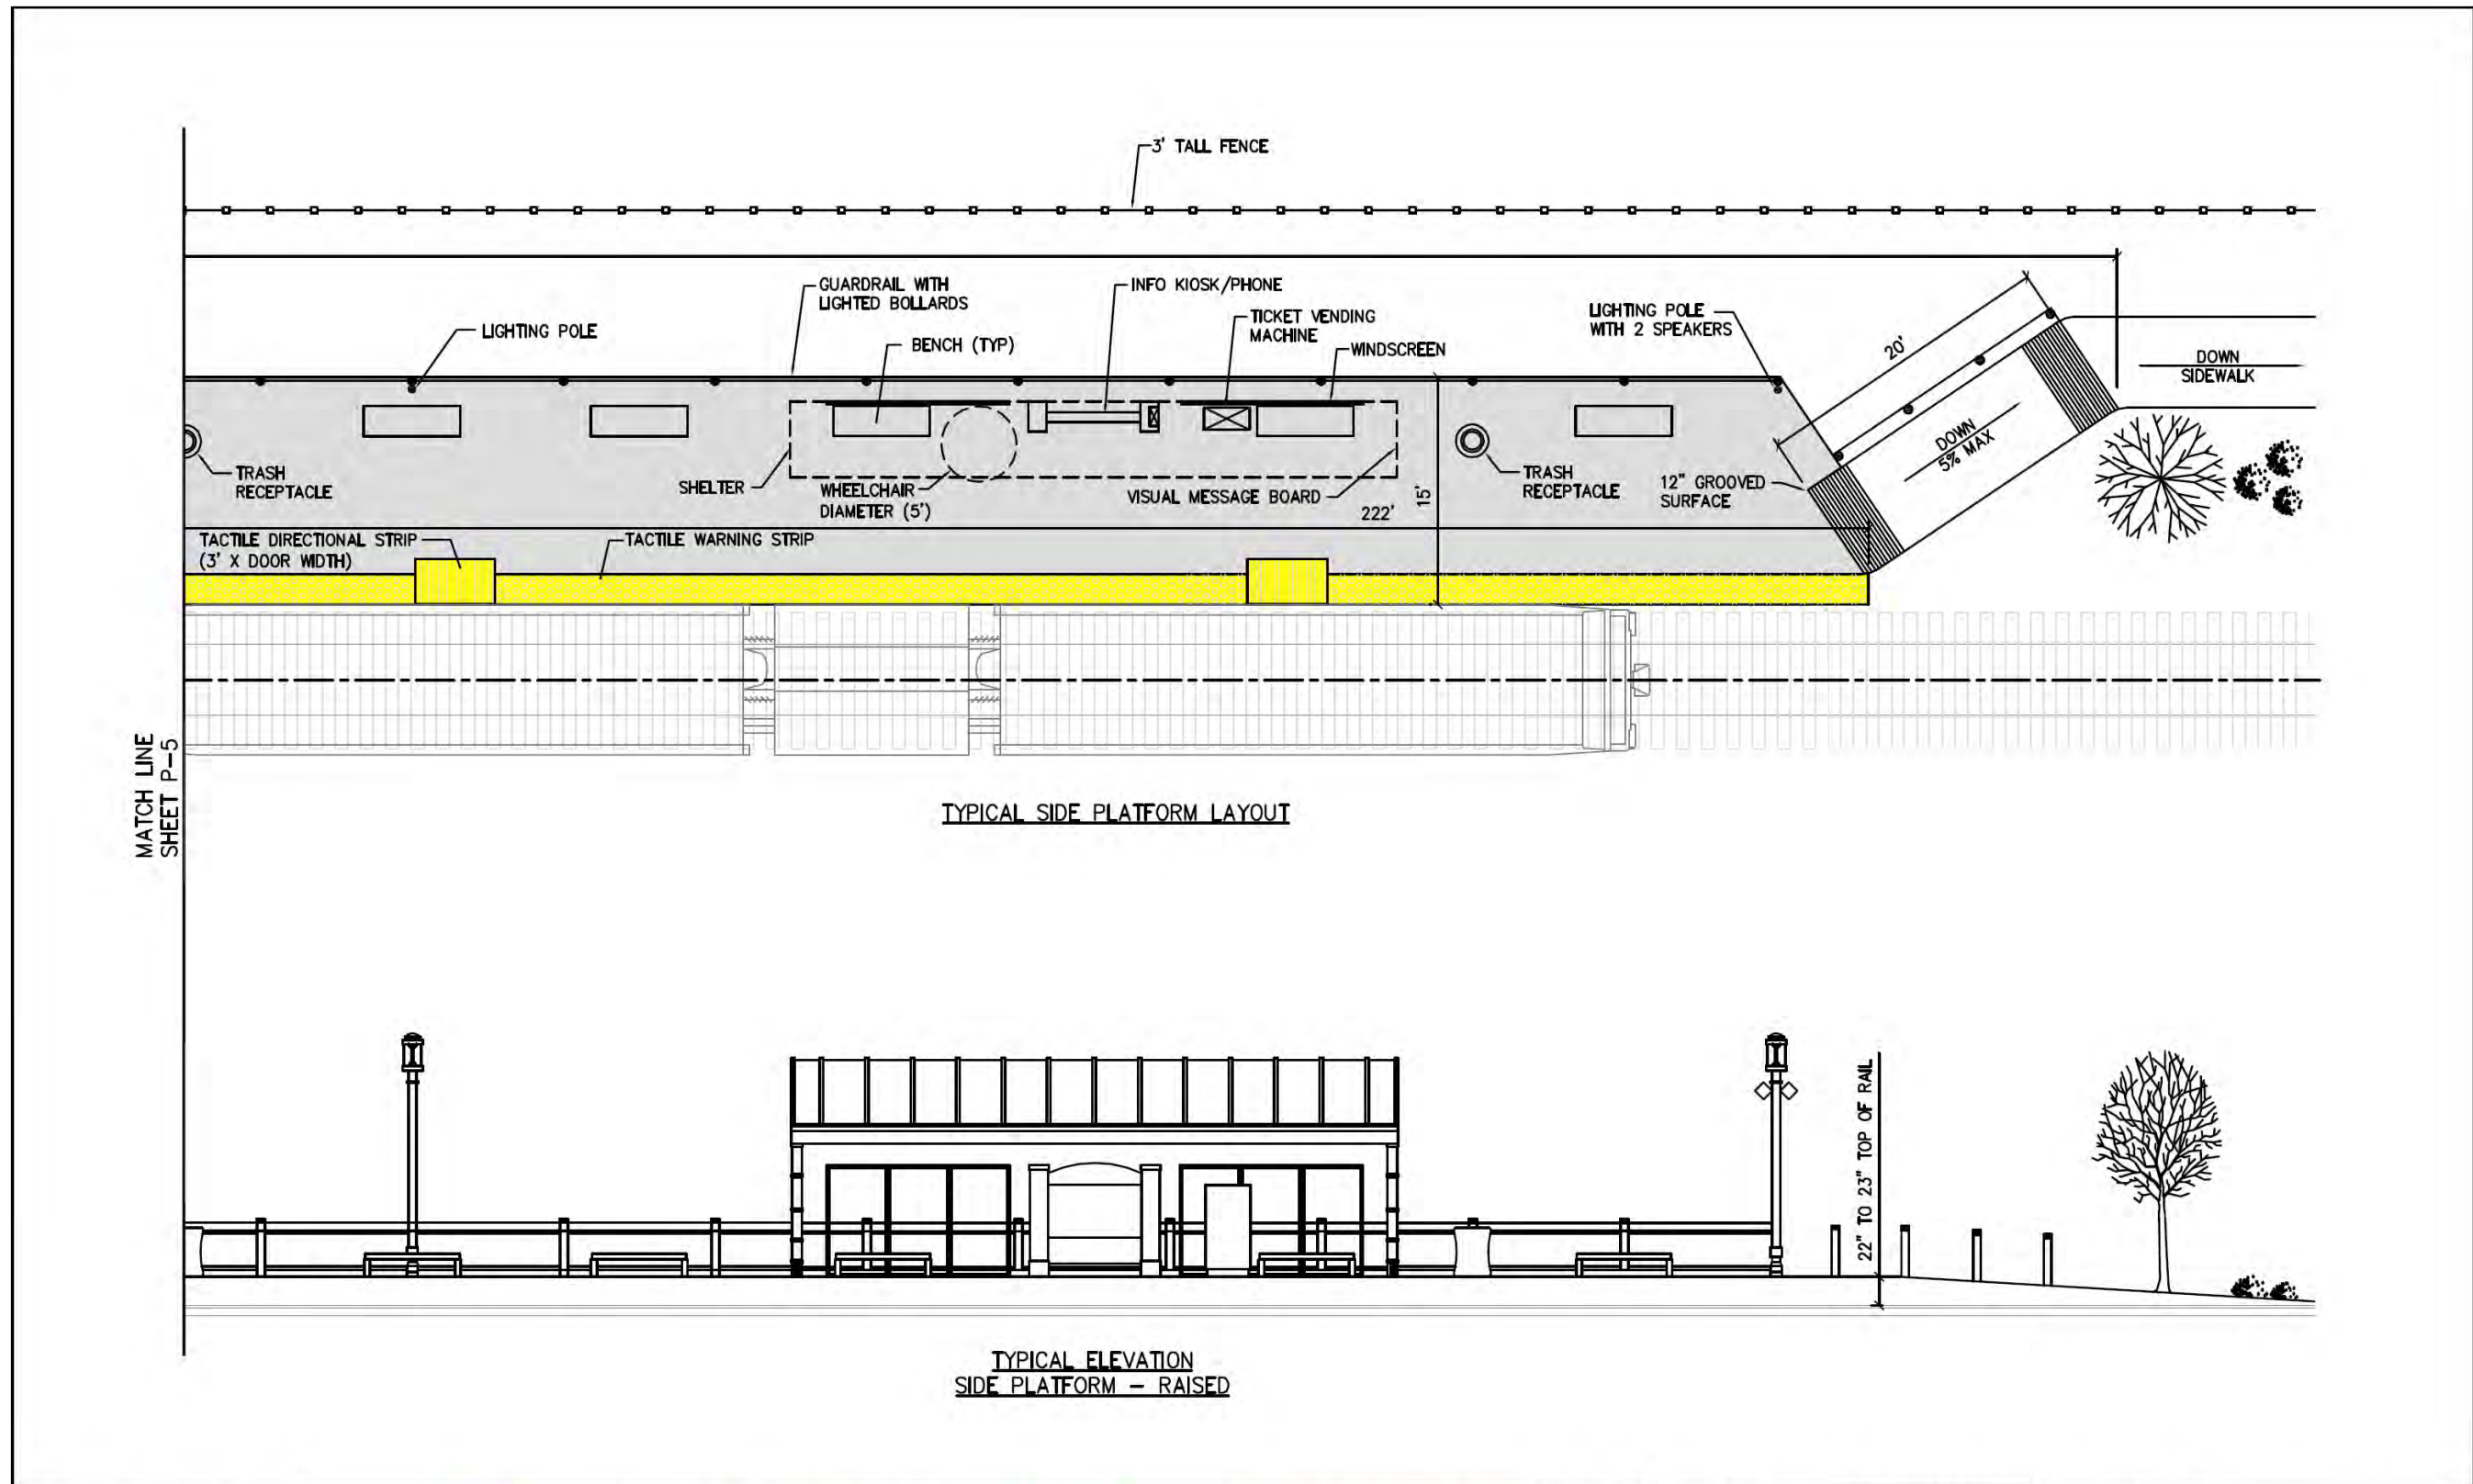 3' TALL FENCE
GUARDRAIL WITH
LIGHTED BOLLARDS
INFO KIOSK/PHONE
LIGHTING POLE
WITH 2 SPEAKERS
TICKET VENDING
MACHINE
LIGHTING POLE
BENCH (TYP)
WINDSCREEN
20'
DOWN
SIDEWALK
DOWN
5% MAX
TRASH
RECEPTACLE
SHELTER
WHEELCHAIR
DIAMETER (5')
VISUAL MESSAGE BOARD
222'
15'
TRASH
RECEPTACLE
12" GROOVED
SURFACE
TACTILE DIRECTIONAL STRIP
(3' X DOOR WIDTH)
TACTILE WARNING STRIP
MATCH LINE
SHEET P-5
TYPICAL SIDE PLATFORM LAYOUT
22" TO 23" TOP OF RAIL
TYPICAL ELEVATION
SIDE PLATFORM - RAISED